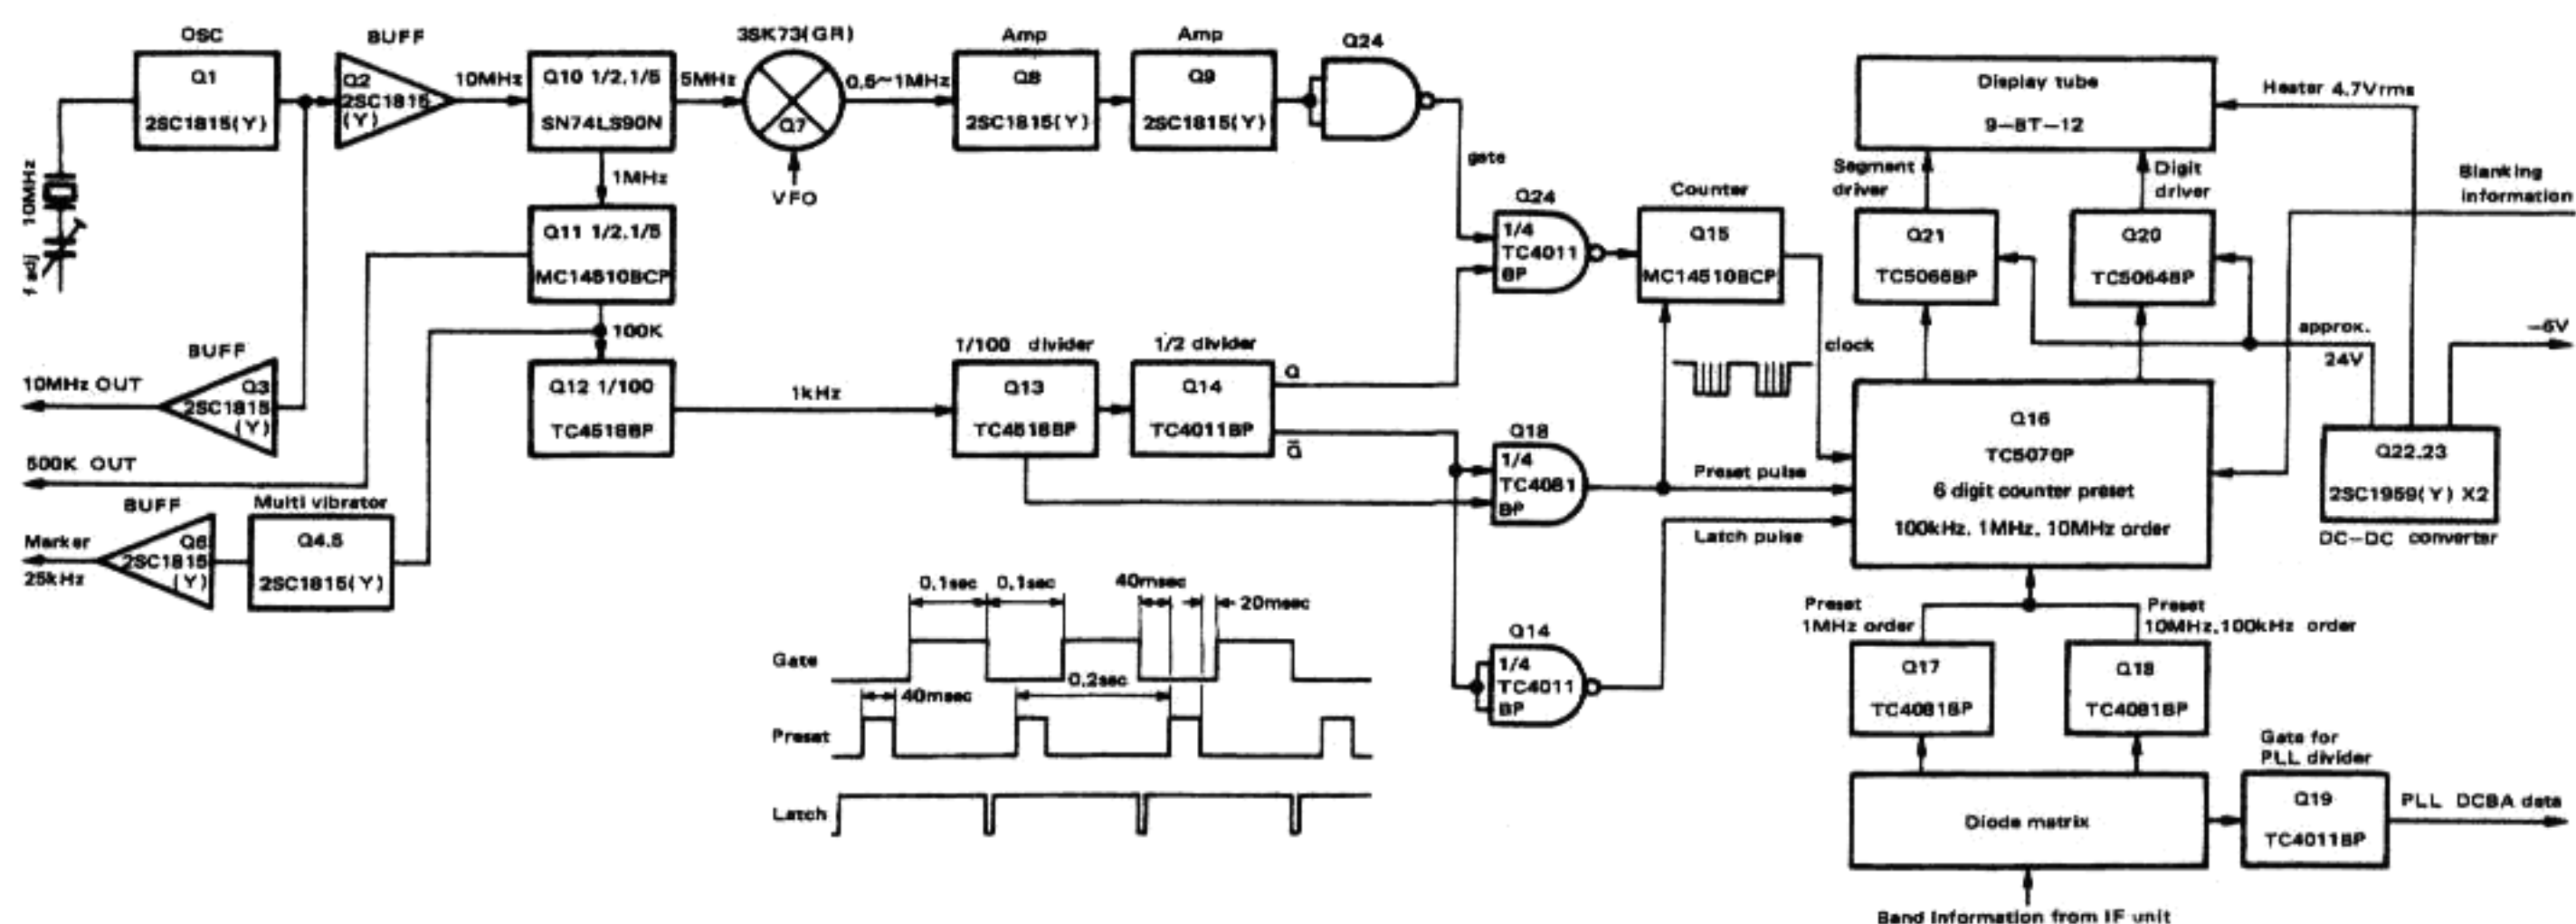 OSC
Q1
2SC1815(Y)
BUFF
Q2
2SC1815
(Y)
10MHz
Q10 1/2, 1/5
SN74LS90N
5MHz
3SK73(GR)
Q7
VFO
0.5~1MHz
Amp
Q8
2SC1815(Y)
Amp
Q9
2SC1815(Y)
Q24
gate
Display tube
9-BT-12
Heater 4.7Vrms
10MHz
f adj
1MHz
Q11 1/2, 1/5
MC14510BCP
100K
Q24
1/4
TC4011
BP
Counter
Q15
MC14510BCP
clock
Segment
driver
Digit
driver
Q21
TC5066BP
Q20
TC5064BP
Blanking
information
approx.
24V
-6V
BUFF
Q3
2SC1815
(Y)
10MHz OUT
500K OUT
Q12 1/100
TC4518BP
1kHz
1/100 divider
Q13
TC4518BP
1/2 divider
Q14
TC4011BP
Q
Q̅
Q18
1/4
TC4081
BP
Preset pulse
Latch pulse
Q16
TC5070P
6 digit counter preset
100kHz, 1MHz, 10MHz order
Q22,23
2SC1959(Y) X2
DC-DC converter
BUFF
Q6
2SC1815
(Y)
Marker
25kHz
Multi vibrator
Q4,5
2SC1815(Y)
0.1sec
0.1sec
40msec
20msec
Gate
40msec
0.2sec
Preset
Latch
Q14
1/4
TC4011
BP
Preset
1MHz order
Preset
10MHz,100kHz order
Q17
TC4081BP
Q18
TC4081BP
Gate for
PLL divider
Diode matrix
Q19
TC4011BP
PLL DCBA data
Band Information from IF unit